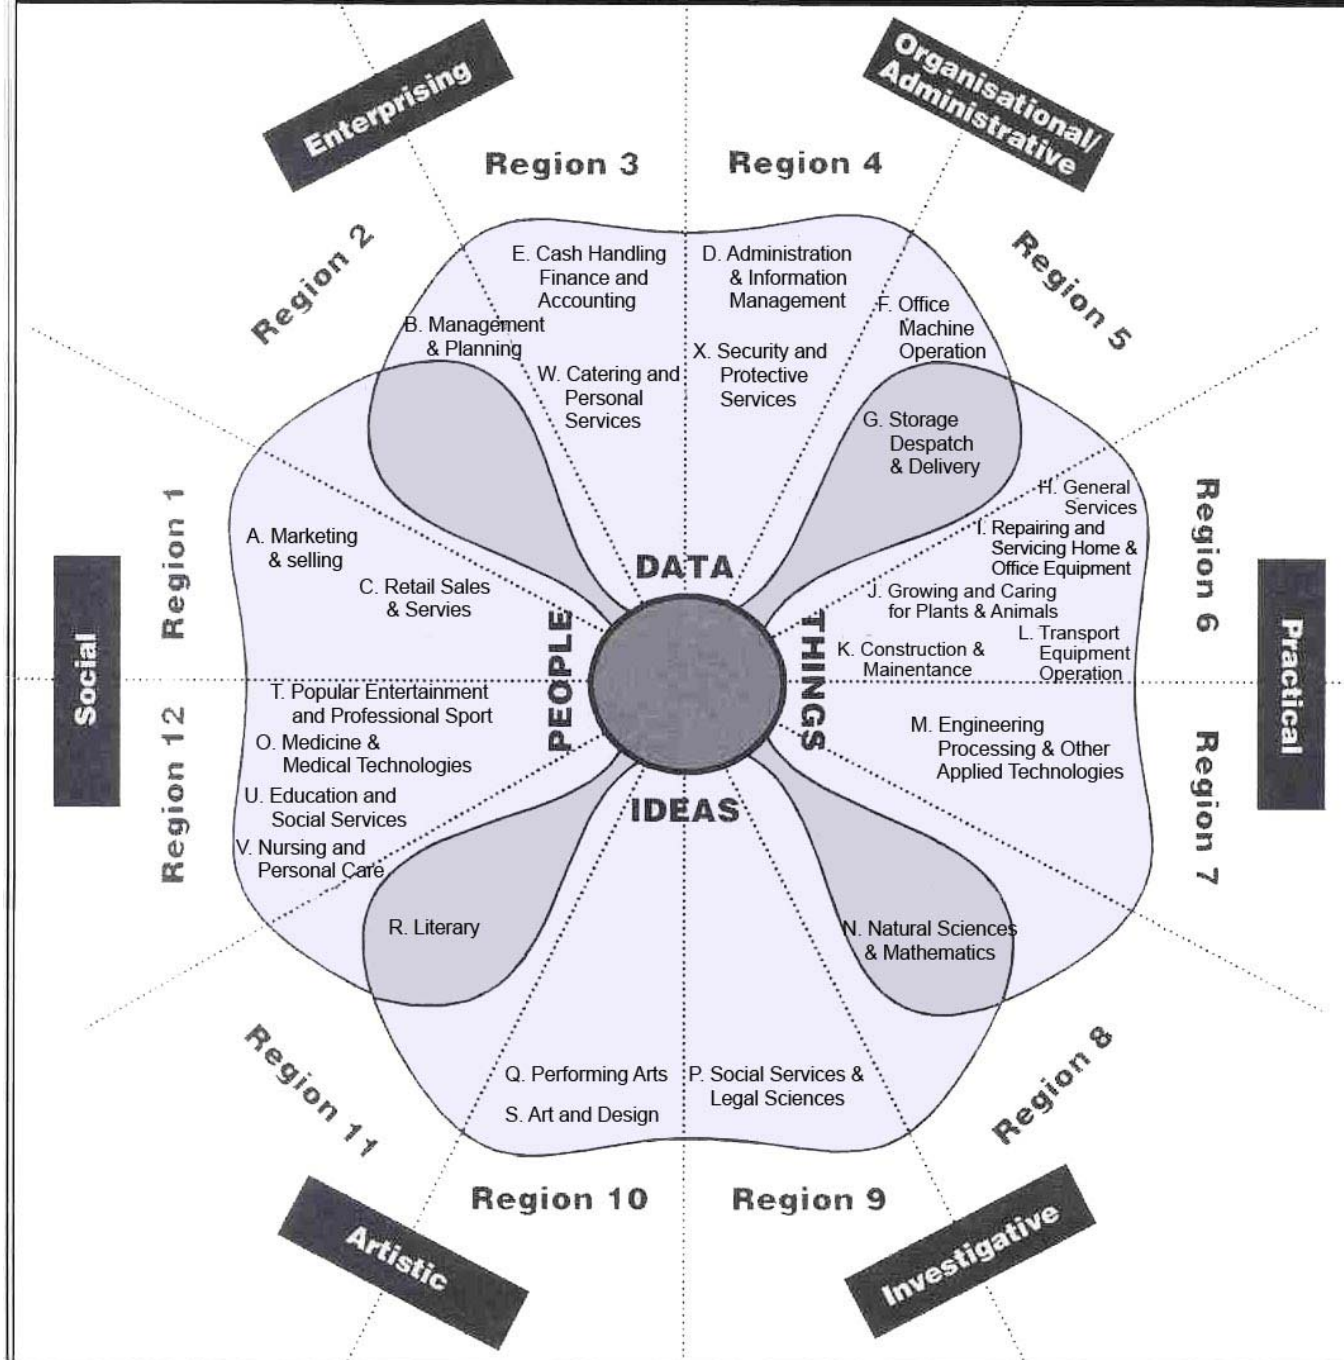 Enterprising
Organisational/
Administrative
Region 3
Region 4
Region 2
Region 5
E. Cash Handling
Finance and
Accounting
D. Administration
& Information
Management
B. Management
& Planning
F. Office
Machine
Operation
W. Catering and
Personal
Services
X. Security and
Protective
Services
G. Storage
Despatch
& Delivery
Region 1
A. Marketing
& selling
C. Retail Sales
& Servies
H. General
Services
I. Repairing and
Servicing Home &
Office Equipment
J. Growing and Caring
for Plants & Animals
K. Construction &
Mainentance
L. Transport
Equipment
Operation
Region 6
DATA
PEOPLE
THINGS
IDEAS
Social
Practical
Region 12
T. Popular Entertainment
and Professional Sport
O. Medicine &
Medical Technologies
U. Education and
Social Services
V. Nursing and
Personal Care
M. Engineering
Processing & Other
Applied Technologies
Region 7
R. Literary
N. Natural Sciences
& Mathematics
Region 11
Region 8
Q. Performing Arts
S. Art and Design
P. Social Services &
Legal Sciences
Region 10
Region 9
Artistic
Investigative